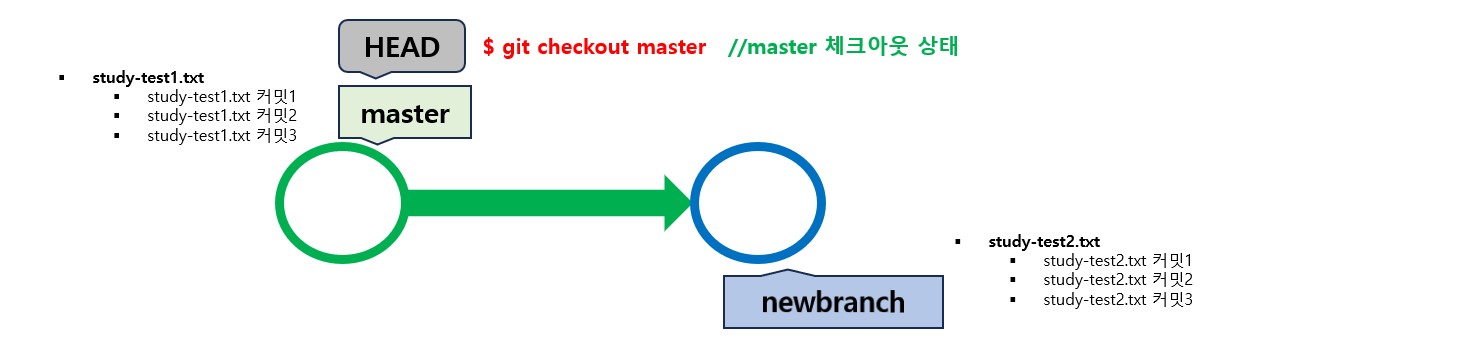 HEAD
$ git checkout master //master 체크아웃 상태
▪ study-test1.txt
▪ study-test1.txt 커밋1
▪ study-test1.txt 커밋2
▪ study-test1.txt 커밋3
master
newbranch
▪ study-test2.txt
▪ study-test2.txt 커밋1
▪ study-test2.txt 커밋2
▪ study-test2.txt 커밋3